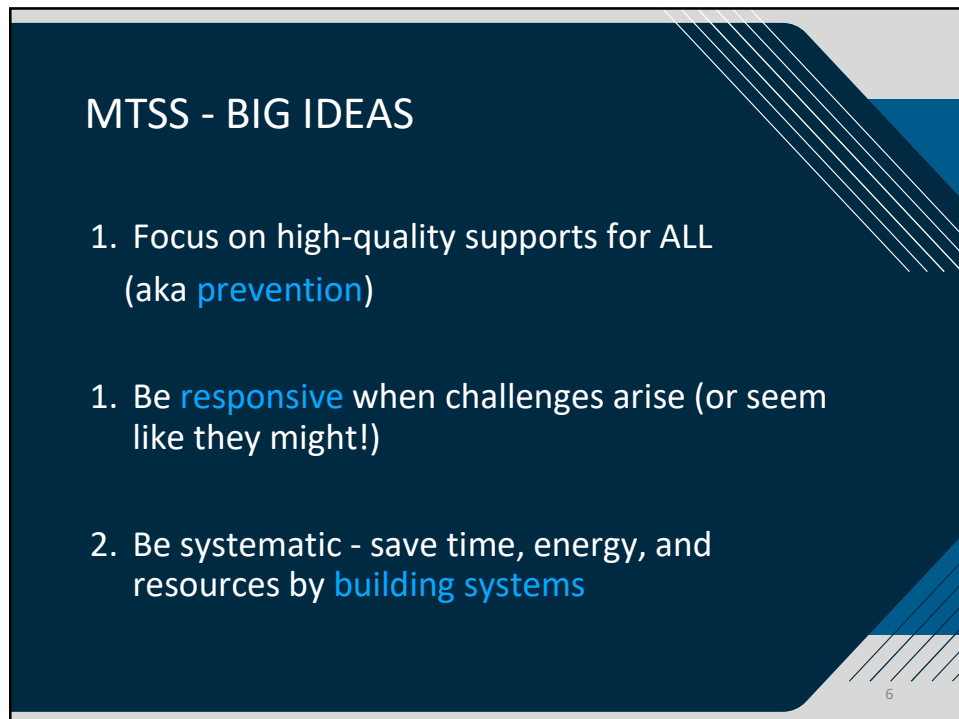 MTSS - BIG IDEAS
1. Focus on high-quality supports for ALL
(aka prevention)
1. Be responsive when challenges arise (or seem
like they might!)
2. Be systematic - save time, energy, and
resources by building systems
6